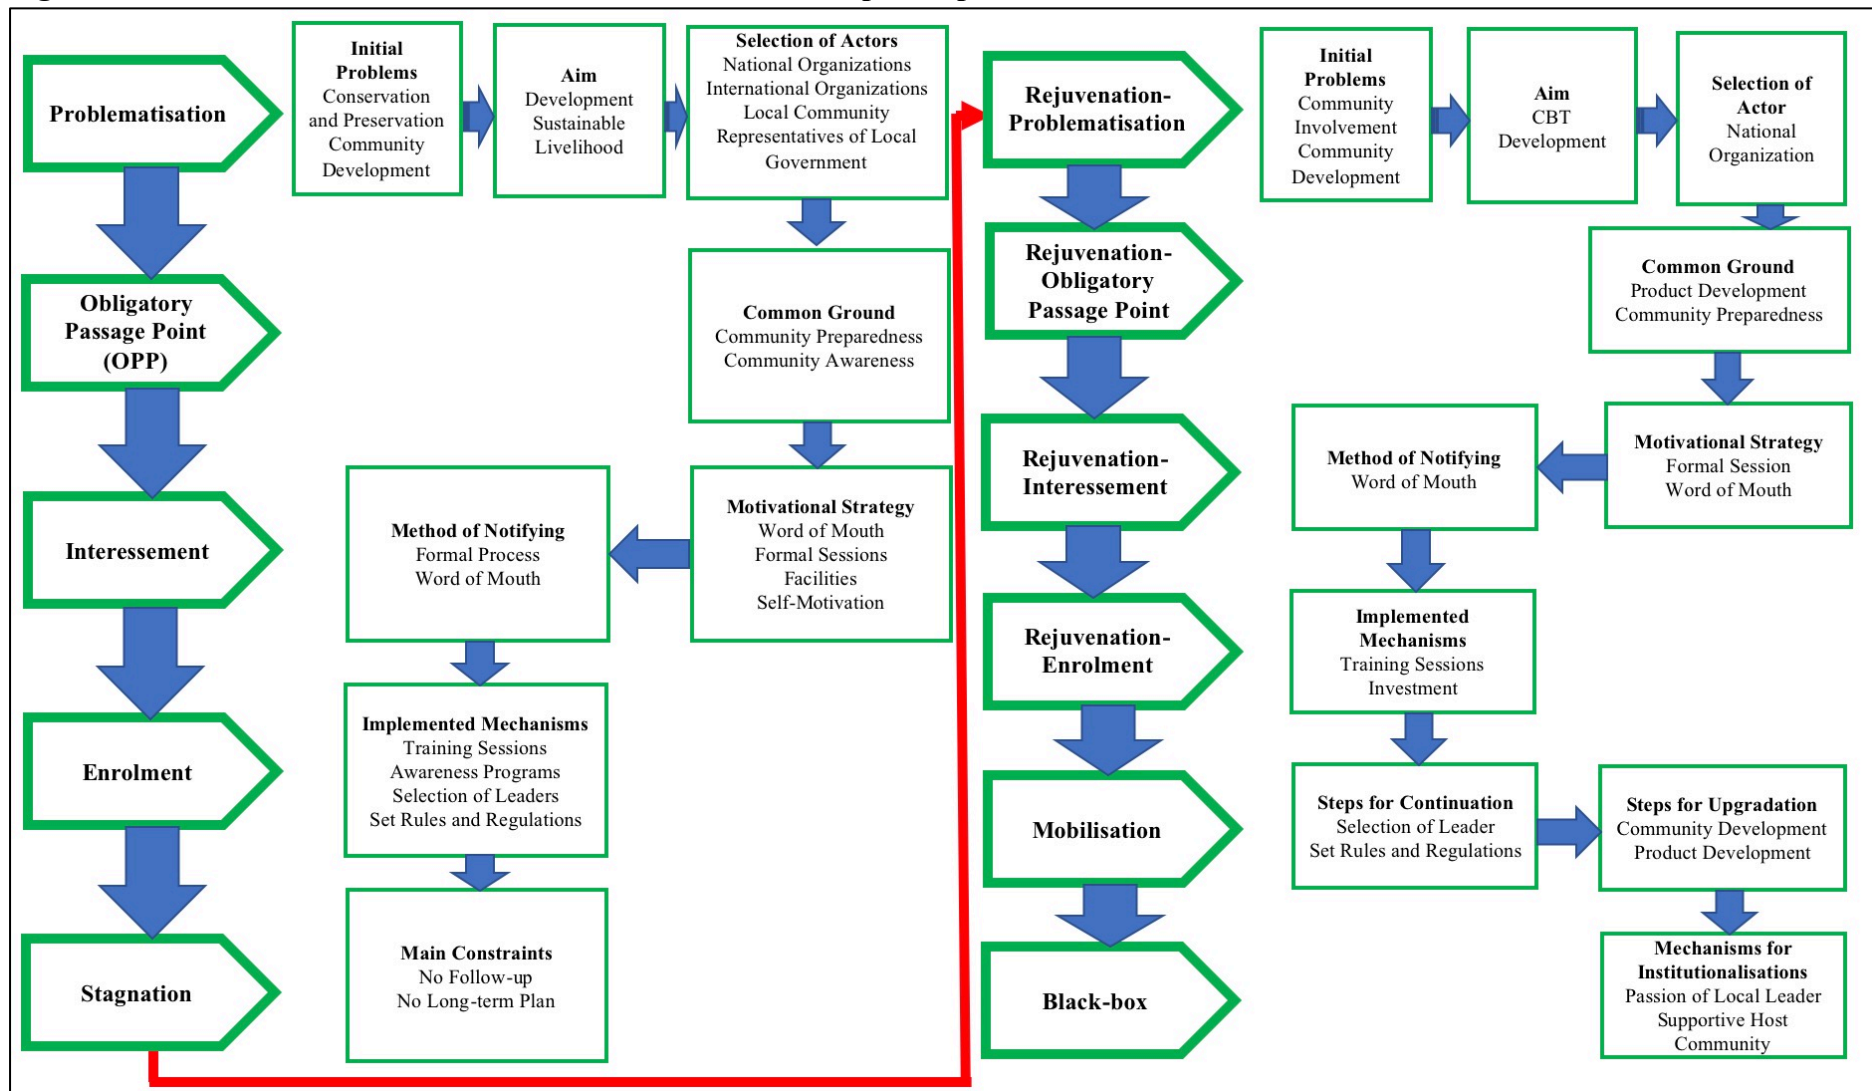 Problematisation
Initial
Problems
Conservation
and Preservation
Community
Development
Aim
Development
Sustainable
Livelihood
Selection of Actors
National Organizations
International Organizations
Local Community
Representatives of Local
Government
Obligatory
Passage Point
(OPP)
Common Ground
Community Preparedness
Community Awareness
Interessement
Method of Notifying
Formal Process
Word of Mouth
Motivational Strategy
Word of Mouth
Formal Sessions
Facilities
Self-Motivation
Enrolment
Implemented Mechanisms
Training Sessions
Awareness Programs
Selection of Leaders
Set Rules and Regulations
Stagnation
Main Constraints
No Follow-up
No Long-term Plan
Rejuvenation-
Problematisation
Initial
Problems
Community
Involvement
Community
Development
Aim
CBT
Development
Selection of
Actor
National
Organization
Rejuvenation-
Obligatory
Passage Point
Common Ground
Product Development
Community Preparedness
Rejuvenation-
Interessement
Method of Notifying
Word of Mouth
Motivational Strategy
Formal Session
Word of Mouth
Rejuvenation-
Enrolment
Implemented
Mechanisms
Training Sessions
Investment
Mobilisation
Steps for Continuation
Selection of Leader
Set Rules and Regulations
Steps for Upgradation
Community Development
Product Development
Black-box
Mechanisms for
Institutionalisations
Passion of Local Leader
Supportive Host
Community